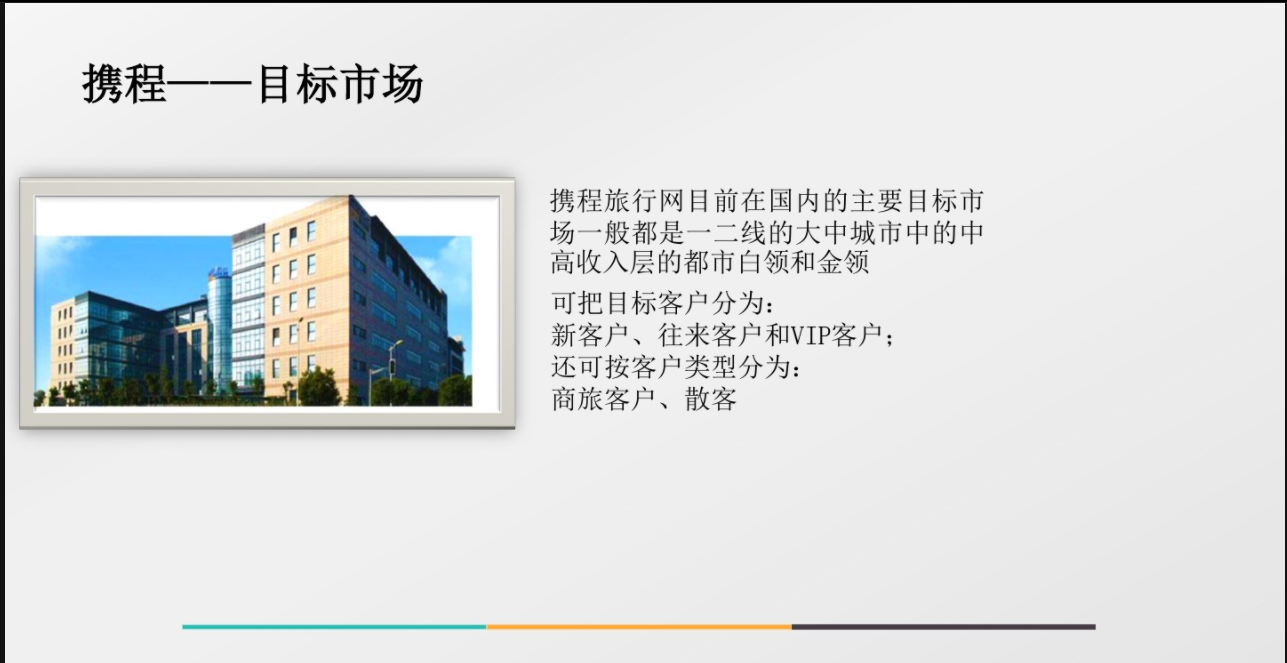 携程——目标市场
携程旅行网目前在国内的主要目标市
场一般都是一二线的大中城市中的中
高收入层的都市白领和金领
可把目标客户分为：
新客户、往来客户和VIP客户；
还可按客户类型分为：
商旅客户、散客